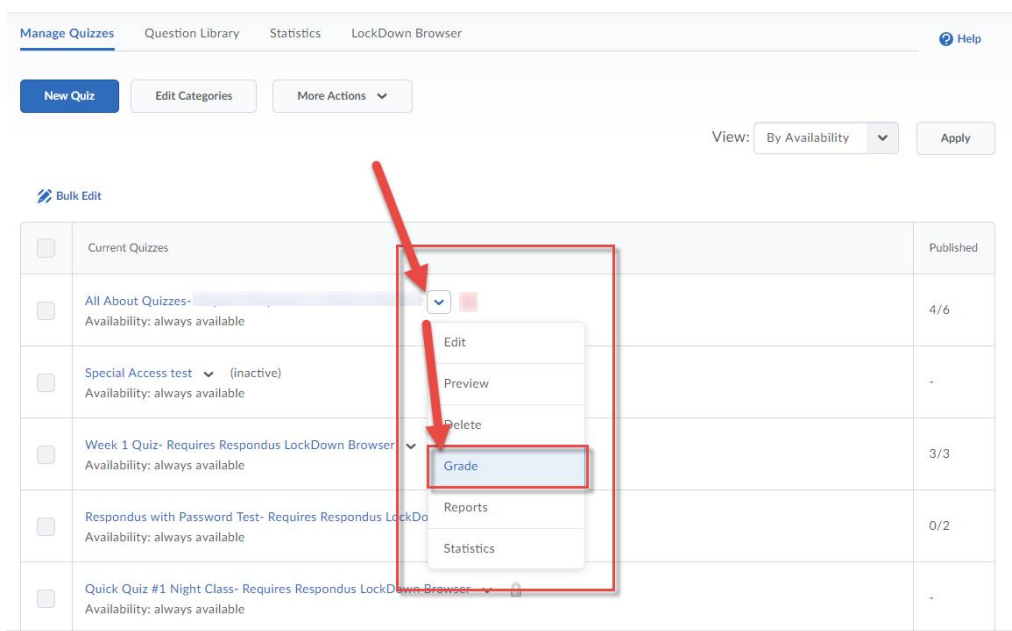 Manage Quizzes Question Library Statistics LockDown Browser
Help
New Quiz Edit Categories More Actions
View: By Availability Apply
Bulk Edit
Current Quizzes Published
All About Quizzes-
Availability: always available
4/6
Edit
Special Access test (inactive)
Availability: always available
-
Preview
Delete
Week 1 Quiz- Requires Respondus LockDown Browser
Availability: always available
3/3
Grade
Reports
Respondus with Password Test- Requires Respondus LockDo
Availability: always available
0/2
Statistics
Quick Quiz #1 Night Class- Requires Respondus LockDown Browser
Availability: always available
-